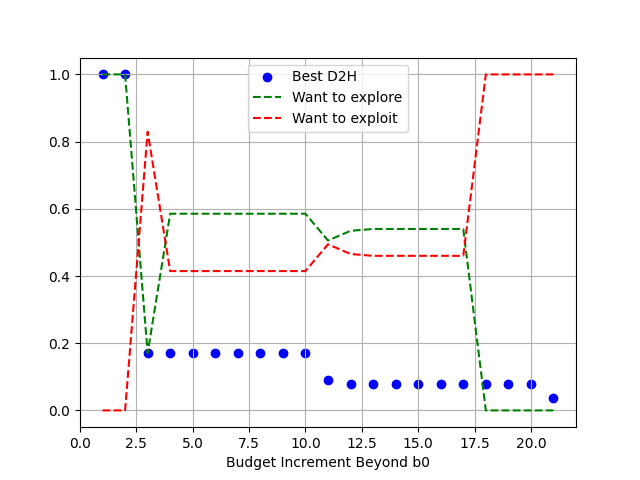 Best D2H
Want to explore
Want to exploit
1.0
0.8
0.6
0.4
0.2
0.0
0.0 2.5 5.0 7.5 10.0 12.5 15.0 17.5 20.0
Budget Increment Beyond b0